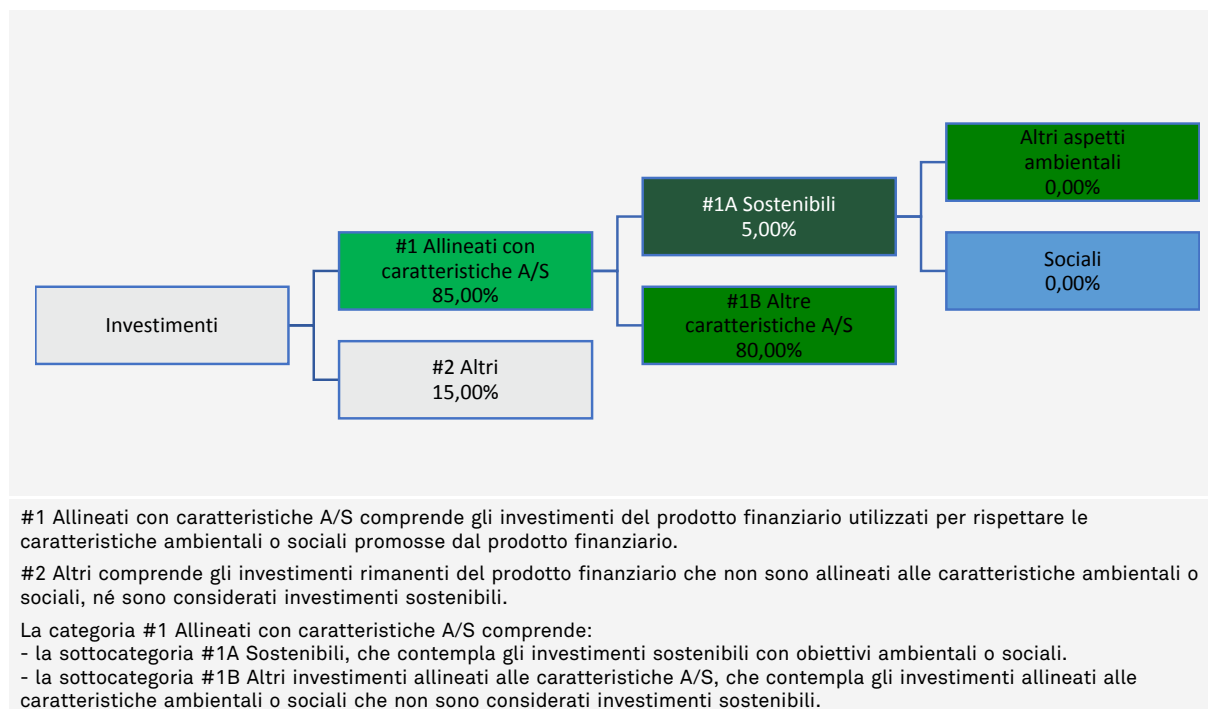 Altri aspetti
ambientali
0,00%
#1A Sostenibili
5,00%
#1 Allineati con
caratteristiche A/S
85,00%
Sociali
0,00%
Investimenti
#1B Altre
caratteristiche A/S
80,00%
#2 Altri
15,00%
#1 Allineati con caratteristiche A/S comprende gli investimenti del prodotto finanziario utilizzati per rispettare le
caratteristiche ambientali o sociali promosse dal prodotto finanziario.
#2 Altri comprende gli investimenti rimanenti del prodotto finanziario che non sono allineati alle caratteristiche ambientali o
sociali, né sono considerati investimenti sostenibili.
La categoria #1 Allineati con caratteristiche A/S comprende:
- la sottocategoria #1A Sostenibili, che contempla gli investimenti sostenibili con obiettivi ambientali o sociali.
- la sottocategoria #1B Altri investimenti allineati alle caratteristiche A/S, che contempla gli investimenti allineati alle
caratteristiche ambientali o sociali che non sono considerati investimenti sostenibili.